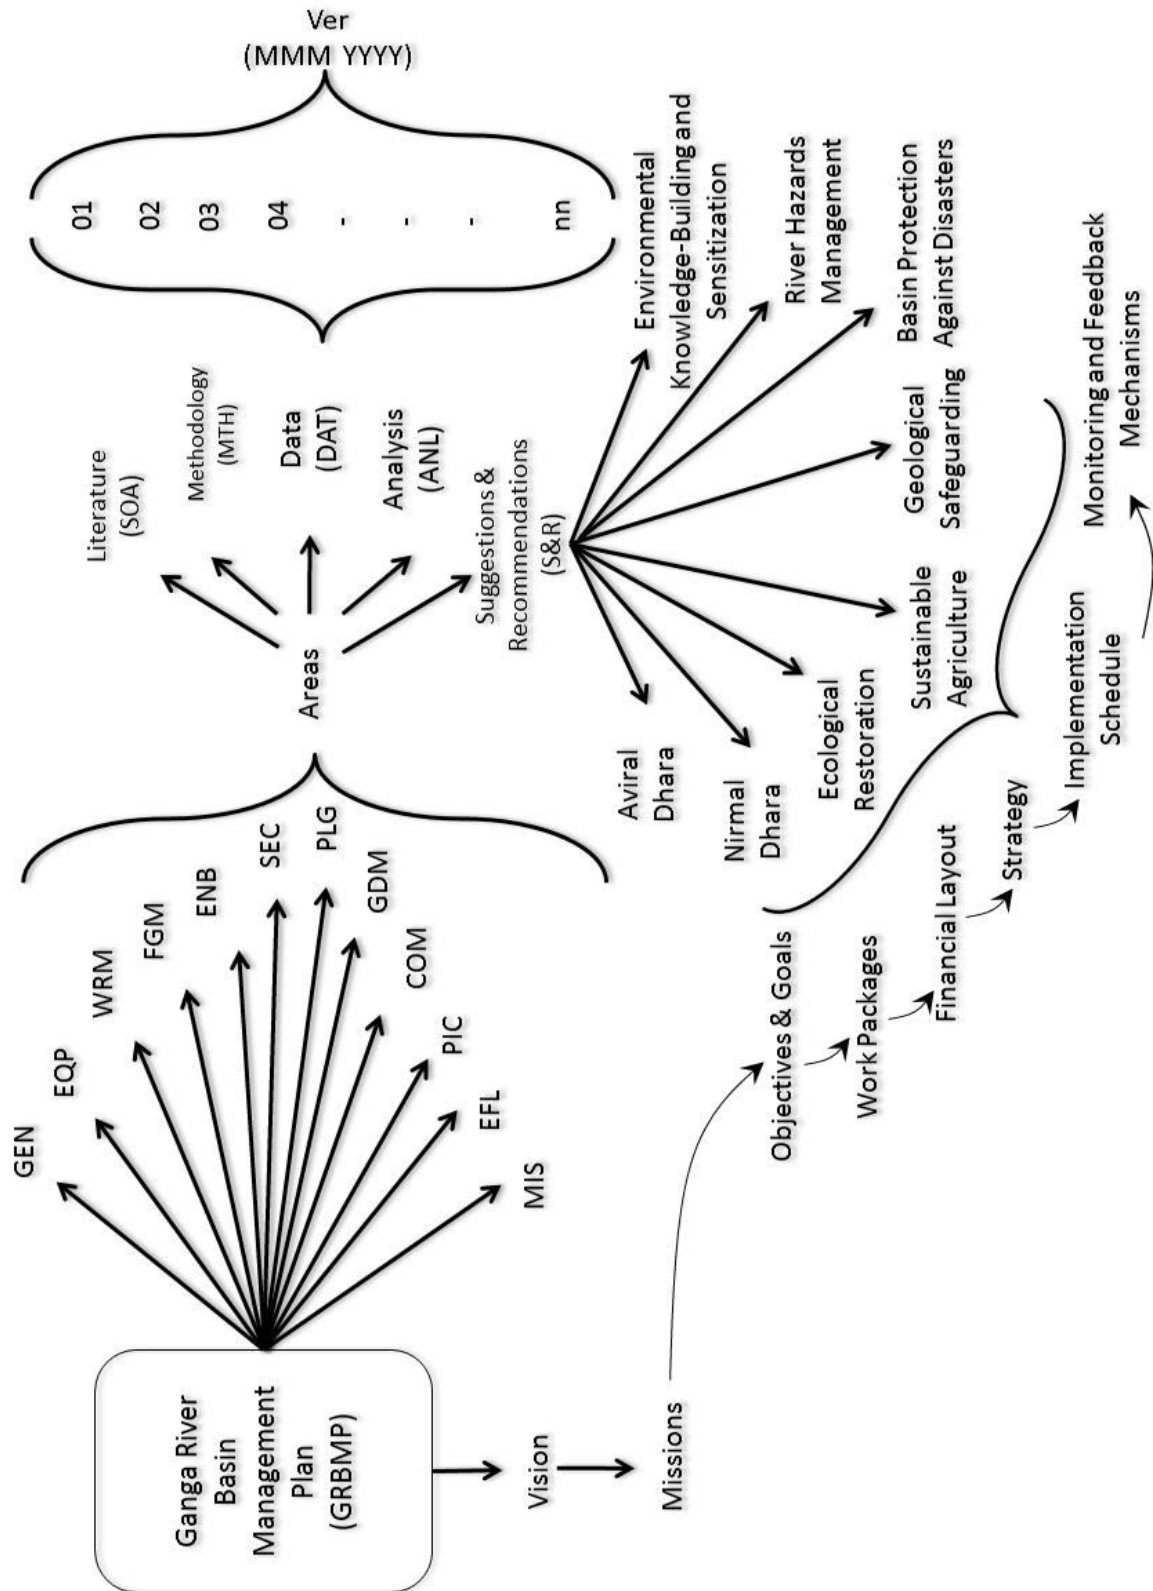 Ganga River
Basin
Management
Plan
(GRBMP)
GEN
EQP
WRM
FGM
ENB
SEC
PLG
GDM
COM
PIC
EFL
MIS
Areas
Literature
(SOA)
Methodology
(MTH)
Data
(DAT)
Analysis
(ANL)
Suggestions &
Recommendations
(S&R)
01
02
03
04
-
-
-
nn
Ver
(MMM YYYY)
Aviral
Dhara
Nirmal
Dhara
Ecological
Restoration
Sustainable
Agriculture
Geological
Safeguarding
Basin Protection
Against Disasters
River Hazards
Management
Environmental
Knowledge-Building and
Sensitization
Vision
Missions
Objectives & Goals
Work Packages
Financial Layout
Strategy
Implementation
Schedule
Monitoring and Feedback
Mechanisms